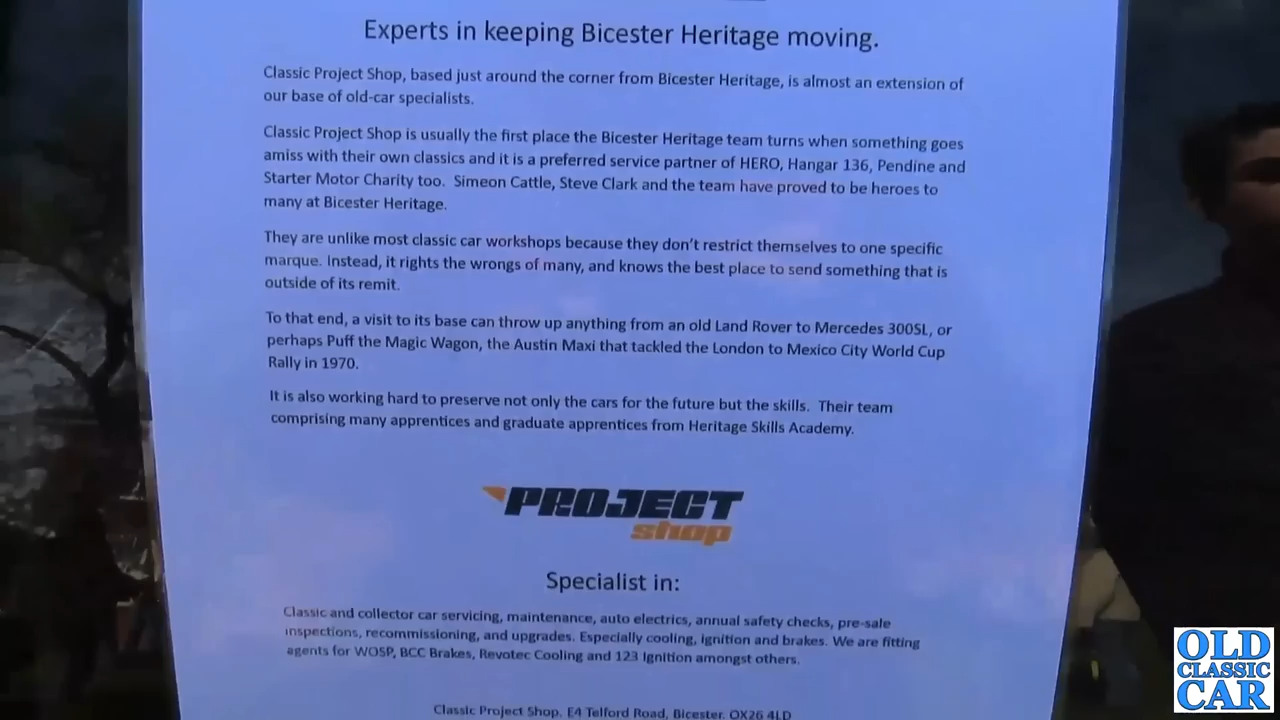 Experts in keeping Bicester Heritage moving.
Classic Project Shop, based just around the corner from Bicester Heritage, is almost an extension of
our base of old-car specialists.
Classic Project Shop is usually the first place the Bicester Heritage team turns when something goes
amiss with their own classics and it is a preferred service partner of HERO, Hangar 136, Pendine and
Starter Motor Charity too. Simeon Cattle, Steve Clark and the team have proved to be heroes to
many at Bicester Heritage.
They are unlike most classic car workshops because they don't restrict themselves to one specific
marque. Instead, it rights the wrongs of many, and knows the best place to send something that is
outside of its remit.
To that end, a visit to its base can throw up anything from an old Land Rover to Mercedes 300SL, or
perhaps Puff the Magic Wagon, the Austin Maxi that tackled the London to Mexico City World Cup
Rally in 1970.
It is also working hard to preserve not only the cars for the future but the skills. Their team
comprising many apprentices and graduate apprentices from Heritage Skills Academy.
PROJECT
shop
Specialist in:
Classic and collector car servicing, maintenance, auto electrics, annual safety checks, pre-sale
inspections, recommissioning, and upgrades. Especially cooling, ignition and brakes. We are fitting
agents for WOSP, BCC Brakes, Revotec Cooling and 123 Ignition amongst others.
Classic Project Shop, E4 Telford Road, Bicester, OX26 4LD
OLD
CLASSIC
CAR